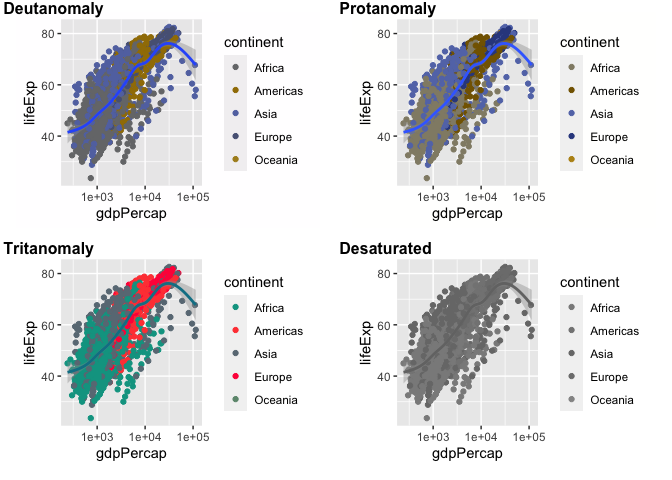 Deutanomaly
80
60
40
lifeExp
1e+03 1e+04 1e+05
gdpPercap
continent
Africa
Americas
Asia
Europe
Oceania
Protanomaly
80
60
40
lifeExp
1e+03 1e+04 1e+05
gdpPercap
continent
Africa
Americas
Asia
Europe
Oceania
Tritanomaly
80
60
40
lifeExp
1e+03 1e+04 1e+05
gdpPercap
continent
Africa
Americas
Asia
Europe
Oceania
Desaturated
80
60
40
lifeExp
1e+03 1e+04 1e+05
gdpPercap
continent
Africa
Americas
Asia
Europe
Oceania